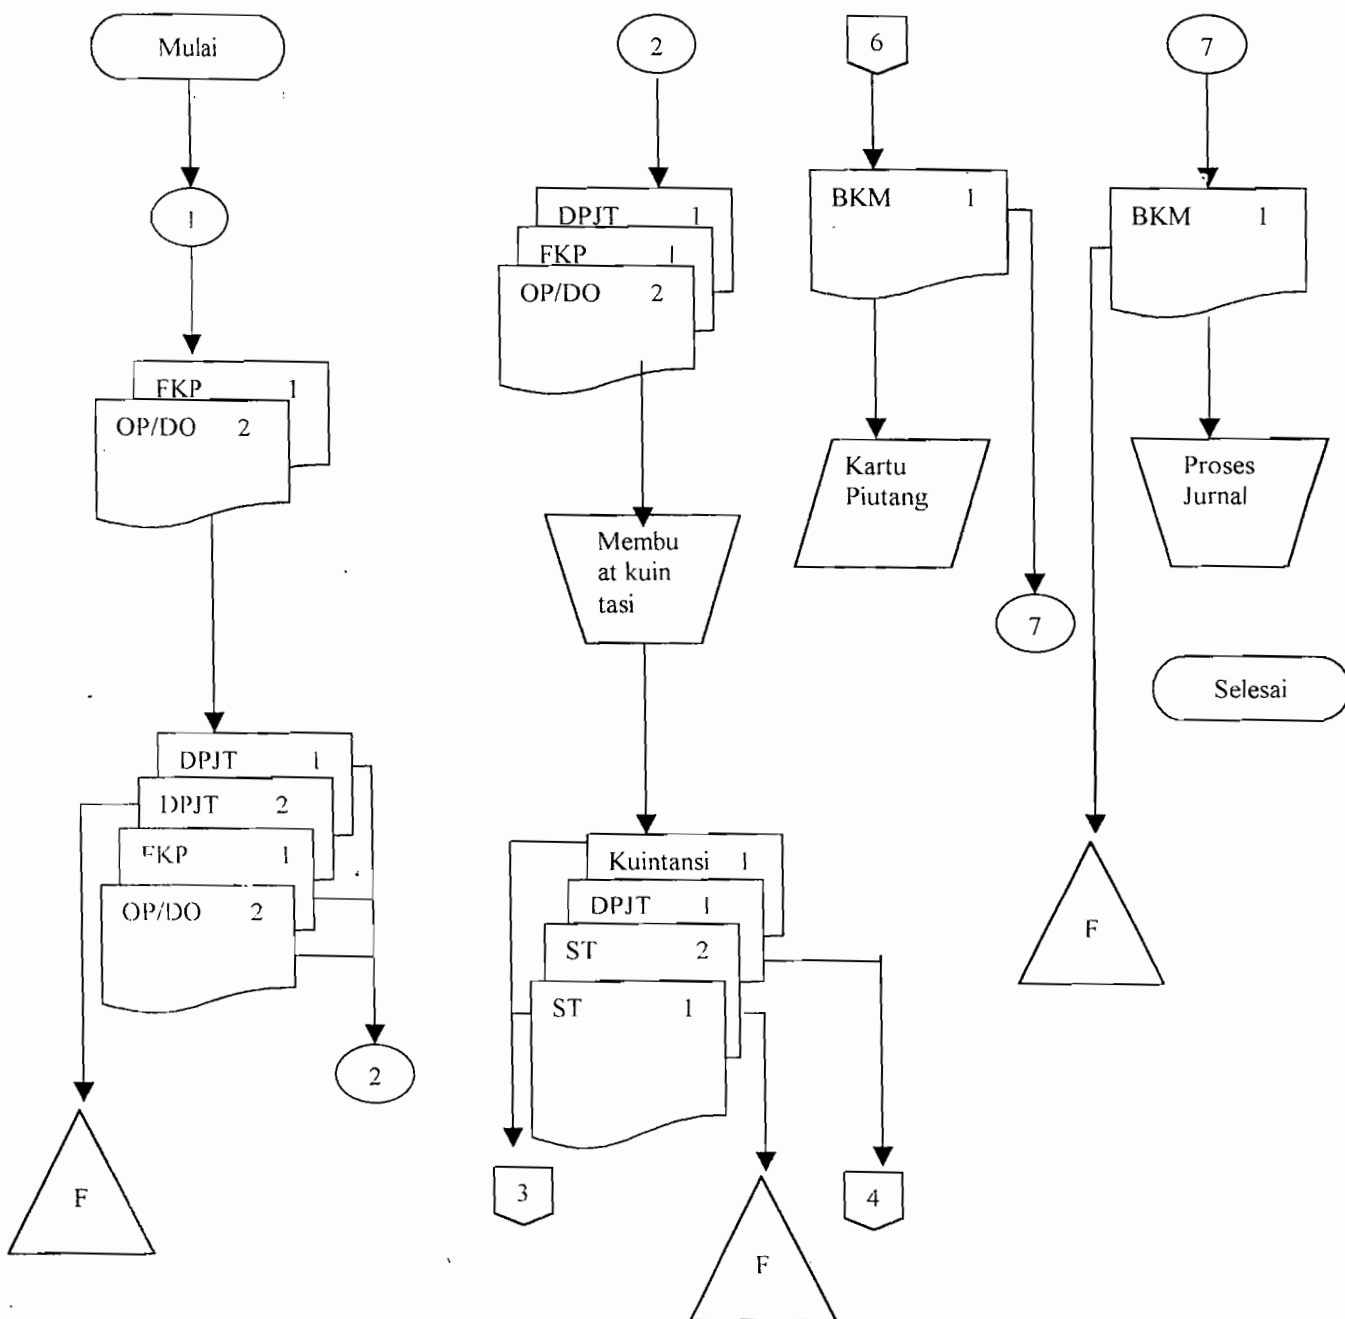 Mulai
1
FKP 1
OP/DO 2
DPJT 1
DPJT 2
FKP 1
OP/DO 2
2
F
2
DPJT 1
FKP 1
OP/DO 2
Membu
at kuin
tasi
Kuintansi 1
DPJT 1
ST 2
ST 1
3
F
4
6
BKM 1
Kartu
Piutang
7
7
BKM 1
Proses
Jurnal
Selesai
F